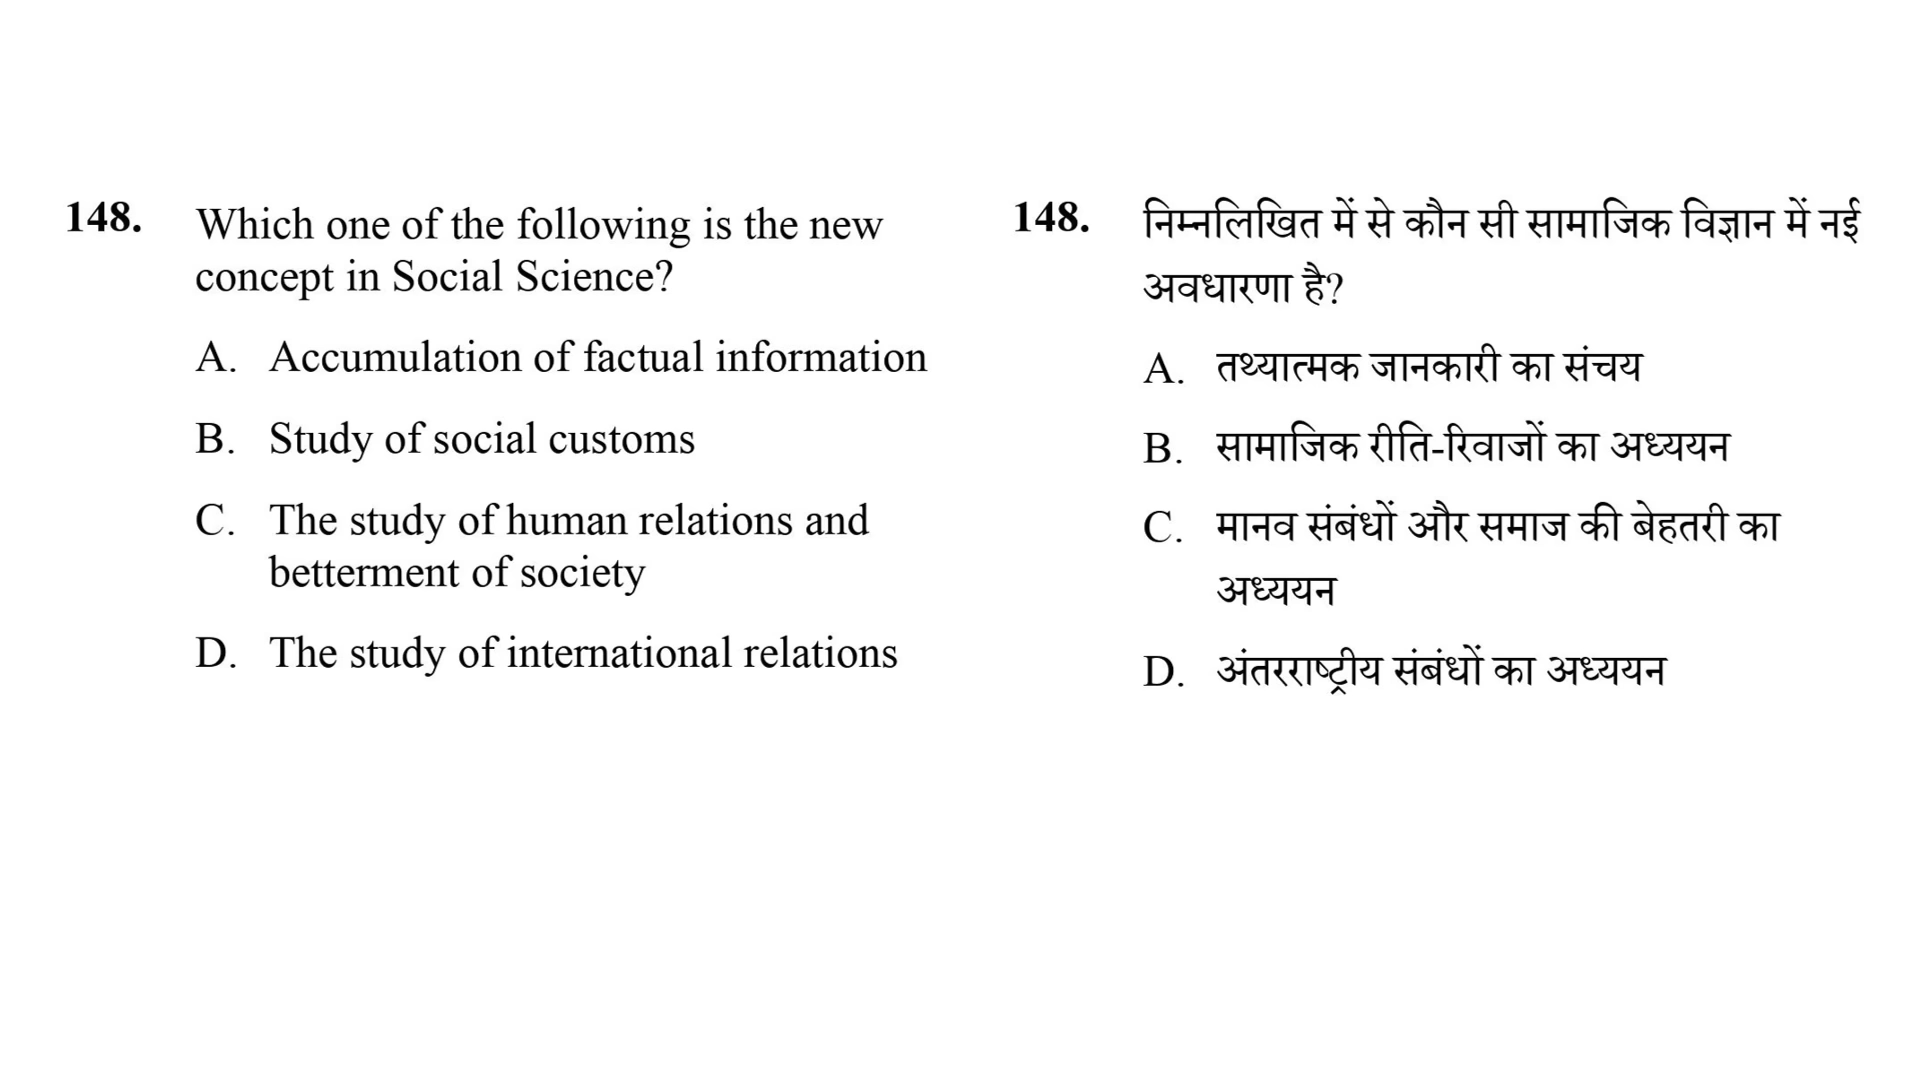 148. Which one of the following is the new
concept in Social Science?
A. Accumulation of factual information
B. Study of social customs
C. The study of human relations and
betterment of society
D. The study of international relations
148. निम्नलिखित में से कौन सी सामाजिक विज्ञान में नई
अवधारणा है?
A. तथ्यात्मक जानकारी का संचय
B. सामाजिक रीति-रिवाजों का अध्ययन
C. मानव संबंधों और समाज की बेहतरी का
अध्ययन
D. अंतरराष्ट्रीय संबंधों का अध्ययन